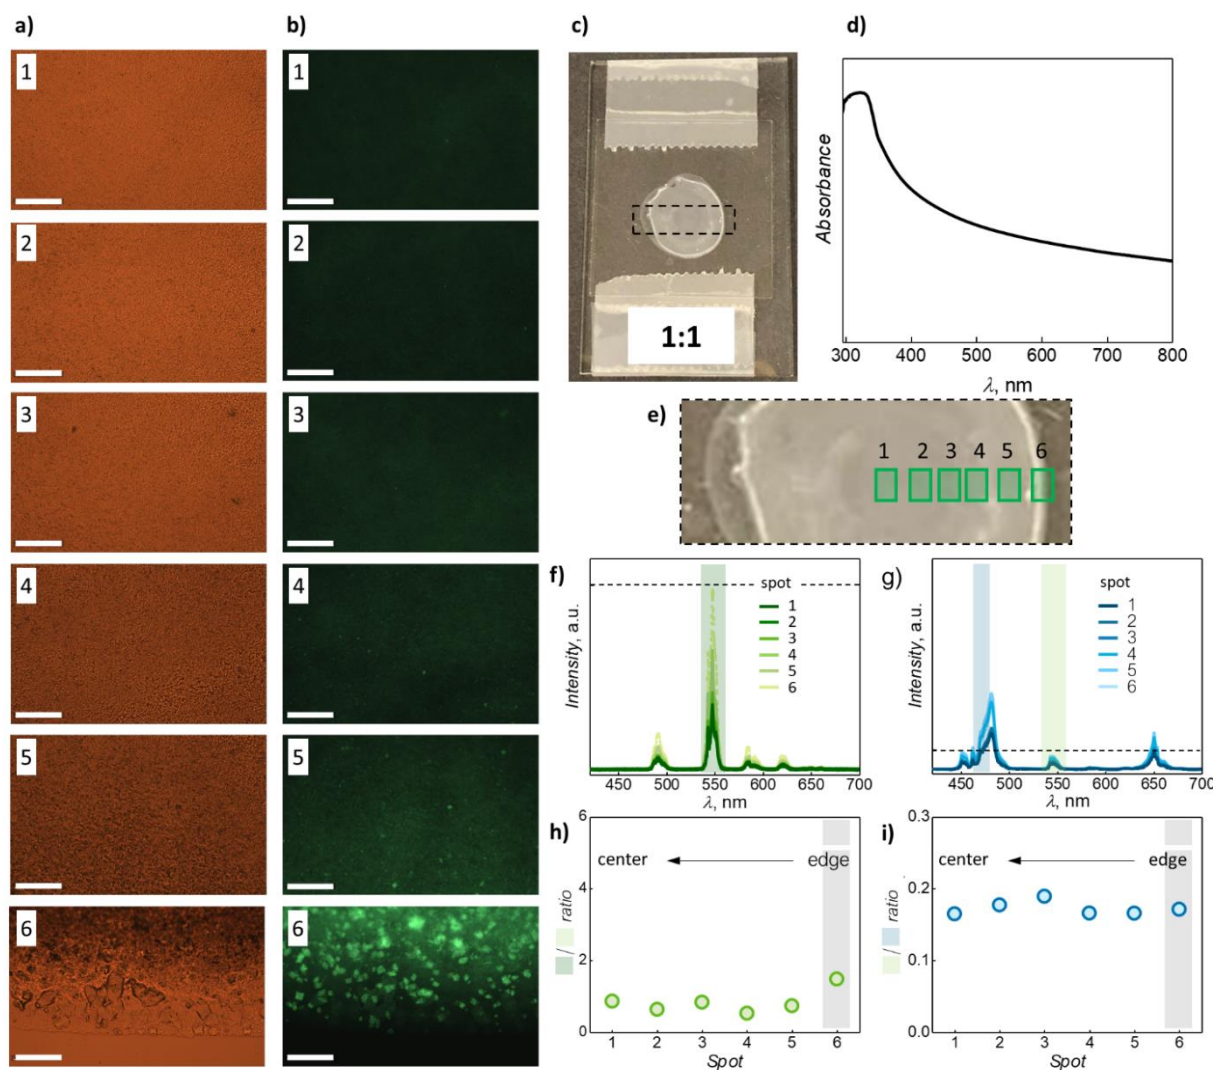 a)
1
2
3
4
5
6
b)
1
2
3
4
5
6
c)
1:1
d)
Absorbance
300 400 500 600 700 800
λ, nm
e)
1 2 3 4 5 6
f)
Intensity, a.u.
spot
1
2
3
4
5
6
450 500 550 600 650 700
λ, nm
g)
Intensity, a.u.
spot
1
2
3
4
5
6
450 500 550 600 650 700
λ, nm
h)
6
4
2
0
/ ratio
center edge
1 2 3 4 5 6
Spot
i)
0.3
0.2
0.1
0.0
/ ratio
center edge
1 2 3 4 5 6
Spot